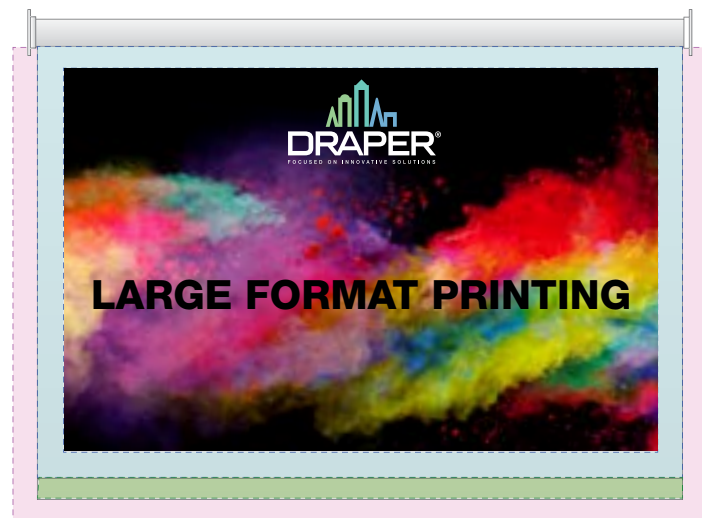 DRAPER®
FOCUSED ON INNOVATIVE SOLUTIONS
LARGE FORMAT PRINTING